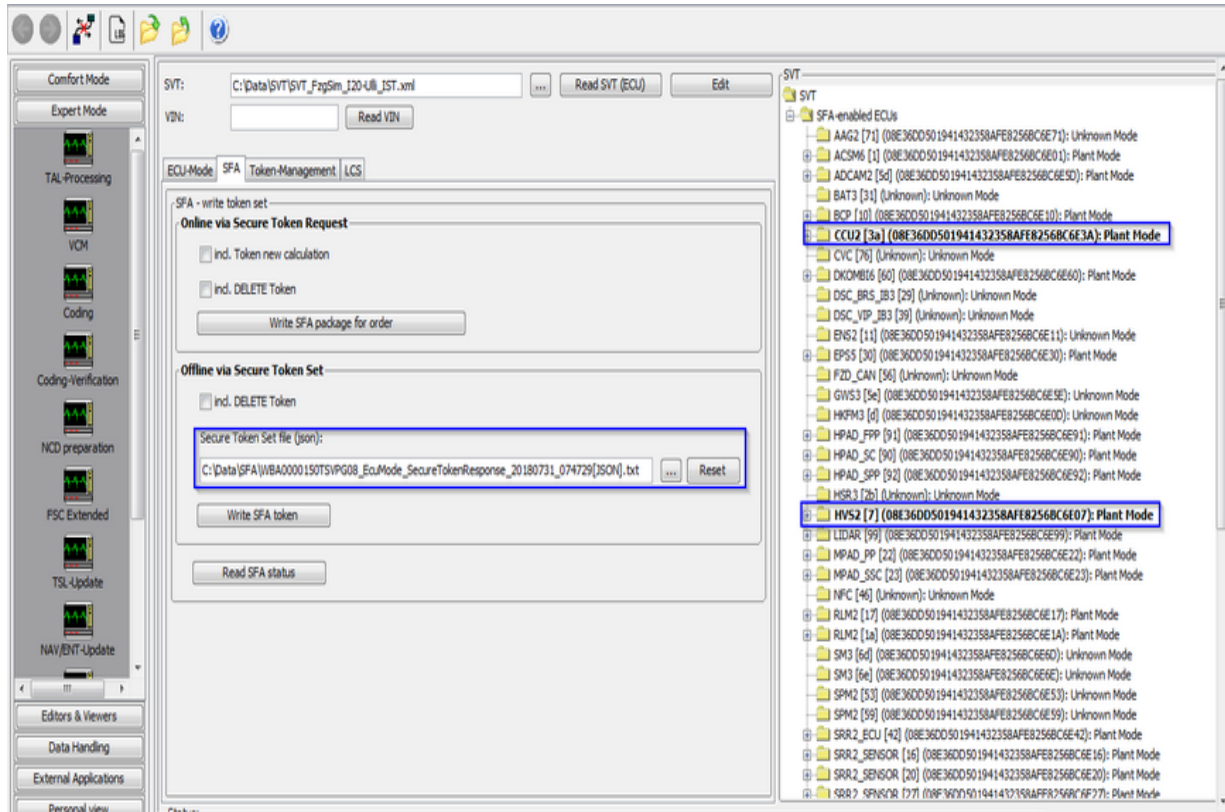 Comfort Mode
Expert Mode
TAL-Processing
VCM
Coding
Coding-Verification
NCD preparation
FSC Extended
TSL-Update
NAV/ENT-Update
Editors & Viewers
Data Handling
External Applications
Personal view
SVT: C:\Data\SVT\SVT_FzgSim_I20-Ulli_IST.xml ... Read SVT (ECU) Edit
VIN: Read VIN
ECU-Mode SFA Token-Management LCS
SFA - write token set
Online via Secure Token Request
incl. Token new calculation
incl. DELETE Token
Write SFA package for order
Offline via Secure Token Set
incl. DELETE Token
Secure Token Set file (json):
C:\Data\SFA\WBA0000150TSVPG08_EcuMode_SecureTokenResponse_20180731_074729[JSON].txt ... Reset
Write SFA token
Read SFA status
Status:
SVT
SVT
SFA-enabled ECUs
AAG2 [71] (08E36DD501941432358AFE8256BC6E71): Unknown Mode
ACSM6 [1] (08E36DD501941432358AFE8256BC6E01): Plant Mode
ADCAM2 [5d] (08E36DD501941432358AFE8256BC6E5D): Plant Mode
BAT3 [31] (Unknown): Unknown Mode
BCP [10] (08E36DD501941432358AFE8256BC6E10): Plant Mode
CCU2 [3a] (08E36DD501941432358AFE8256BC6E3A): Plant Mode
CVC [76] (Unknown): Unknown Mode
DKOMBI6 [60] (08E36DD501941432358AFE8256BC6E60): Plant Mode
DSC_BRS_IB3 [29] (Unknown): Unknown Mode
DSC_VIP_IB3 [39] (Unknown): Unknown Mode
ENS2 [11] (08E36DD501941432358AFE8256BC6E11): Unknown Mode
EPS5 [30] (08E36DD501941432358AFE8256BC6E30): Plant Mode
FZD_CAN [56] (Unknown): Unknown Mode
GWS3 [5e] (08E36DD501941432358AFE8256BC6E5E): Unknown Mode
HKFM3 [d] (08E36DD501941432358AFE8256BC6E0D): Unknown Mode
HPAD_FPP [91] (08E36DD501941432358AFE8256BC6E91): Plant Mode
HPAD_SC [90] (08E36DD501941432358AFE8256BC6E90): Plant Mode
HPAD_SPP [92] (08E36DD501941432358AFE8256BC6E92): Plant Mode
HSR3 [2b] (Unknown): Unknown Mode
HVS2 [7] (08E36DD501941432358AFE8256BC6E07): Plant Mode
LIDAR [99] (08E36DD501941432358AFE8256BC6E99): Plant Mode
MPAD_PP [22] (08E36DD501941432358AFE8256BC6E22): Plant Mode
MPAD_SSC [23] (08E36DD501941432358AFE8256BC6E23): Plant Mode
NFC [46] (Unknown): Unknown Mode
RLM2 [17] (08E36DD501941432358AFE8256BC6E17): Plant Mode
RLM2 [1a] (08E36DD501941432358AFE8256BC6E1A): Plant Mode
SM3 [6d] (08E36DD501941432358AFE8256BC6E6D): Unknown Mode
SM3 [6e] (08E36DD501941432358AFE8256BC6E6E): Unknown Mode
SPM2 [53] (08E36DD501941432358AFE8256BC6E53): Unknown Mode
SPM2 [59] (08E36DD501941432358AFE8256BC6E59): Unknown Mode
SRR2_ECU [42] (08E36DD501941432358AFE8256BC6E42): Plant Mode
SRR2_SENSOR [16] (08E36DD501941432358AFE8256BC6E16): Plant Mode
SRR2_SENSOR [20] (08E36DD501941432358AFE8256BC6E20): Plant Mode
SRR2_SENSOR [27] (08E36DD501941432358AFE8256BC6E27): Plant Mode